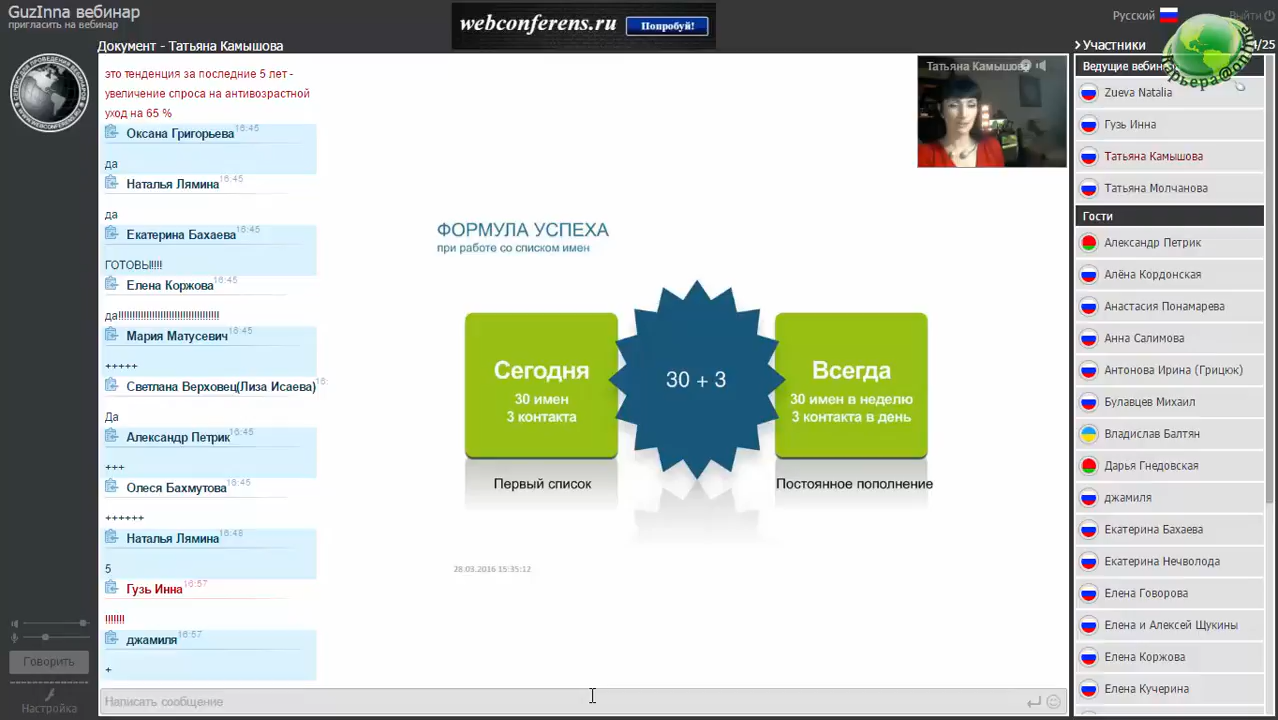 GuzInna вебинар
пригласить на вебинар
webconferens.ru Попробуй!
Русский
Выйти
Документ - Татьяна Камышова
это тенденция за последние 5 лет -
увеличение спроса на антивозрастной
уход на 65 %
Оксана Григорьева 16:45
да
Наталья Лямина 16:45
да
Екатерина Бахаева 16:45
ГОТОВЫ!!!!
Елена Коржова 16:45
Мария Матусевич 16:45
+++++
Светлана Верховец(Лиза Исаева) 16:
Да
Александр Петрик 16:45
+++
Олеся Бахмутова 16:45
++++++
Наталья Лямина 16:48
5
Гузь Инна 16:57
!!!!!!!
джамиля 16:57
+
Написать сообщение
Говорить
Настройка
ФОРМУЛА УСПЕХА
при работе со списком имен
Сегодня
30 имен
3 контакта
Первый список
30 + 3
Всегда
30 имен в неделю
3 контакта в день
Постоянное пополнение
28.03.2016 15:35:12
Татьяна Камышова
Участники
/25
Ведущие вебин
Zueva Natalia
Гузь Инна
Татьяна Камышова
Татьяна Молчанова
Гости
Александр Петрик
Алёна Кордонская
Анастасия Понамарева
Анна Салимова
Антонова Ирина (Грицюк)
Булавцев Михаил
Владислав Балтян
Дарья Гнедовская
джамиля
Екатерина Бахаева
Екатерина Нечволода
Елена Говорова
Елена и Алексей Щукины
Елена Коржова
Елена Кучерина